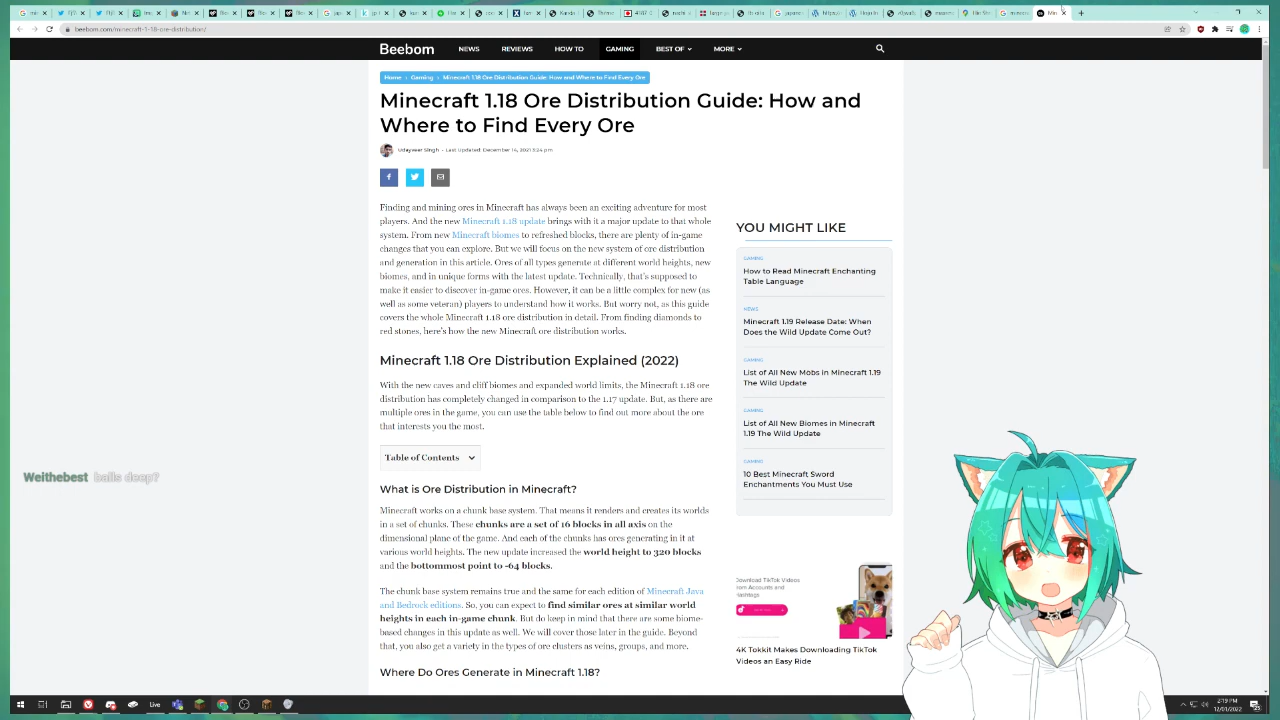 beebom.com/minecraft-1-18-ore-distribution/
Beebom
NEWS
REVIEWS
HOW TO
GAMING
BEST OF
MORE
Home
Gaming
Minecraft 1.18 Ore Distribution Guide: How and Where to Find Every Ore
Minecraft 1.18 Ore Distribution Guide: How and
Where to Find Every Ore
Udayveer Singh - Last Updated: December 14, 2021 5:24 pm
Finding and mining ores in Minecraft has always been an exciting adventure for most
players. And the new Minecraft 1.18 update brings with it a major update to that whole
system. From new Minecraft biomes to refreshed blocks, there are plenty of in-game
changes that you can explore. But we will focus on the new system of ore distribution
and generation in this article. Ores of all types generate at different world heights, new
biomes, and in unique forms with the latest update. Technically, that's supposed to
make it easier to discover in-game ores. However, it can be a little complex for new (as
well as some veteran) players to understand how it works. But worry not, as this guide
covers the whole Minecraft 1.18 ore distribution in detail. From finding diamonds to
red stones, here's how the new Minecraft ore distribution works.
Minecraft 1.18 Ore Distribution Explained (2022)
With the new caves and cliff biomes and expanded world limits, the Minecraft 1.18 ore
distribution has completely changed in comparison to the 1.17 update. But, as there are
multiple ores in the game, you can use the table below to find out more about the ore
that interests you the most.
Table of Contents
What is Ore Distribution in Minecraft?
Minecraft works on a chunk base system. That means it renders and creates its worlds
in a set of chunks. These chunks are a set of 16 blocks in all axis on the
dimensional plane of the game. And each of the chunks has ores generating in it at
various world heights. The new update increased the world height to 320 blocks
and the bottommost point to -64 blocks.
The chunk base system remains true and the same for each edition of Minecraft Java
and Bedrock editions. So, you can expect to find similar ores at similar world
heights in each in-game chunk. But do keep in mind that there are some biome-
based changes in this update as well. We will cover those later in the guide. Beyond
that, you also get a variety in the types of ore clusters as veins, groups, and more.
Where Do Ores Generate in Minecraft 1.18?
YOU MIGHT LIKE
GAMING
How to Read Minecraft Enchanting
Table Language
NEWS
Minecraft 1.19 Release Date: When
Does the Wild Update Come Out?
GAMING
List of All New Mobs in Minecraft 1.19
The Wild Update
GAMING
List of All New Biomes in Minecraft
1.19 The Wild Update
GAMING
10 Best Minecraft Sword
Enchantments You Must Use
Download TikTok Videos
from Accounts and
Hashtags
4K Tokkit Makes Downloading TikTok
Videos an Easy Ride
Weithebest balls deep?
Live
2:19 PM
12/01/2022